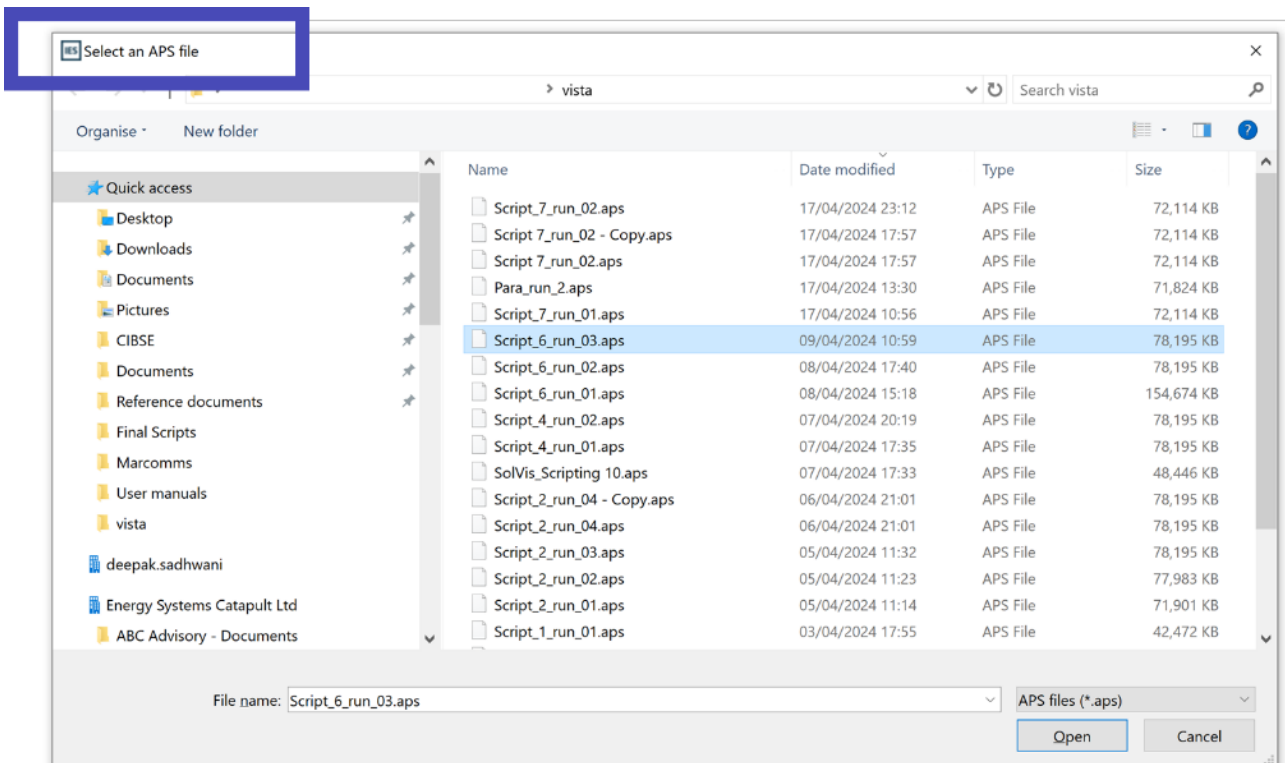 IES Select an APS file
vista Search vista
Organise New folder
Name Date modified Type Size
Quick access
Desktop
Downloads
Documents
Pictures
CIBSE
Documents
Reference documents
Final Scripts
Marcomms
User manuals
vista
deepak.sadhwani
Energy Systems Catapult Ltd
ABC Advisory - Documents
Script_7_run_02.aps 17/04/2024 23:12 APS File 72,114 KB
Script 7_run_02 - Copy.aps 17/04/2024 17:57 APS File 72,114 KB
Script 7_run_02.aps 17/04/2024 17:57 APS File 72,114 KB
Para_run_2.aps 17/04/2024 13:30 APS File 71,824 KB
Script_7_run_01.aps 17/04/2024 10:56 APS File 72,114 KB
Script_6_run_03.aps 09/04/2024 10:59 APS File 78,195 KB
Script_6_run_02.aps 08/04/2024 17:40 APS File 78,195 KB
Script_6_run_01.aps 08/04/2024 15:18 APS File 154,674 KB
Script_4_run_02.aps 07/04/2024 20:19 APS File 78,195 KB
Script_4_run_01.aps 07/04/2024 17:35 APS File 78,195 KB
SolVis_Scripting 10.aps 07/04/2024 17:33 APS File 48,446 KB
Script_2_run_04 - Copy.aps 06/04/2024 21:01 APS File 78,195 KB
Script_2_run_04.aps 06/04/2024 21:01 APS File 78,195 KB
Script_2_run_03.aps 05/04/2024 11:32 APS File 78,195 KB
Script_2_run_02.aps 05/04/2024 11:23 APS File 77,983 KB
Script_2_run_01.aps 05/04/2024 11:14 APS File 71,901 KB
Script_1_run_01.aps 03/04/2024 17:55 APS File 42,472 KB
File name: Script_6_run_03.aps APS files (*.aps)
Open Cancel